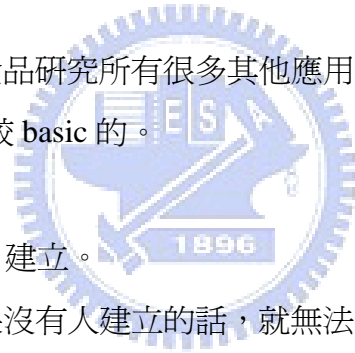 品研究所有很多其他應用
較 basic 的。
E S A
1896
建立。
沒有人建立的話，就無法